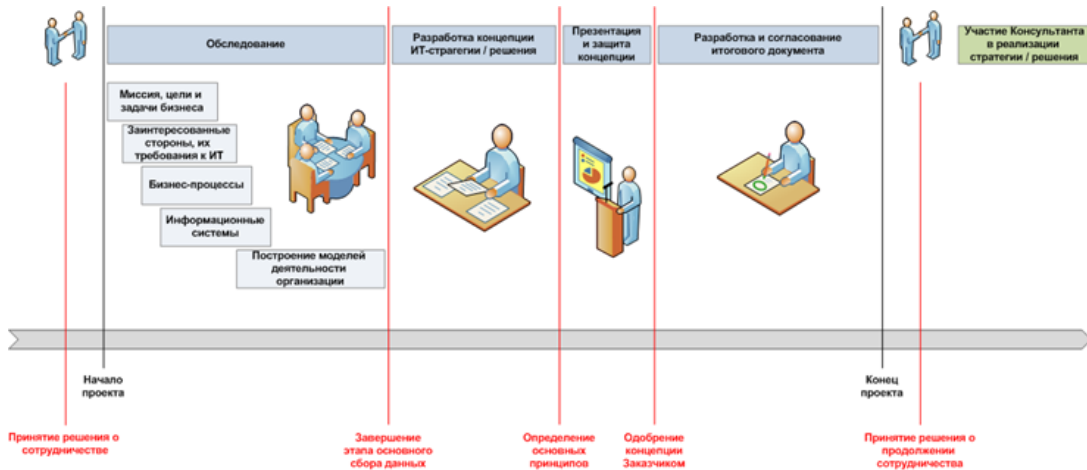 Обследование
Разработка концепции
ИТ-стратегии / решения
Презентация
и защита
концепции
Разработка и согласование
итогового документа
Участие Консультанта
в реализации
стратегии / решения
Миссия, цели и
задачи бизнеса
Заинтересованные
стороны, их
требования к ИТ
Бизнес-процессы
Информационные
системы
Построение моделей
деятельности
организации
Начало
проекта
Конец
проекта
Принятие решения о
сотрудничестве
Завершение
этапа основного
сбора данных
Определение
основных
принципов
Одобрение
концепции
Заказчиком
Принятие решения о
продолжении
сотрудничества